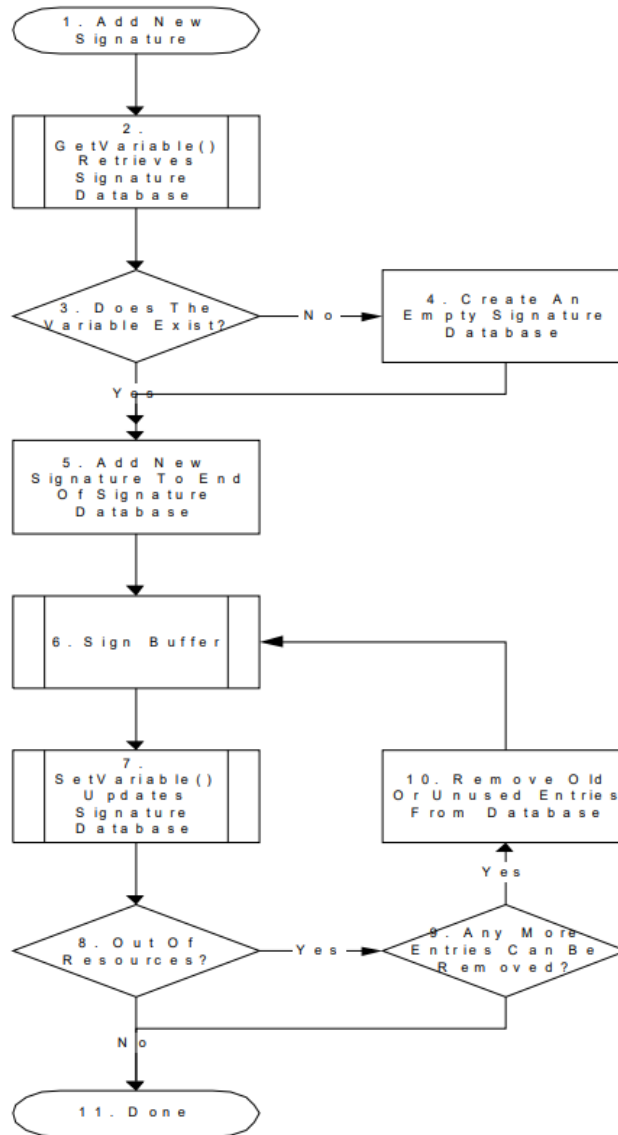 1. Add New
Signature
2.
GetVariable()
Retrieves
Signature
Database
3. Does The
Variable Exist?
No
4. Create An
Empty Signature
Database
Yes
5. Add New
Signature To End
Of Signature
Database
6. Sign Buffer
7.
SetVariable()
Updates
Signature
Database
10. Remove Old
Or Unused Entries
From Database
Yes
8. Out Of
Resources?
Yes
9. Any More
Entries Can Be
Removed?
No
11. Done